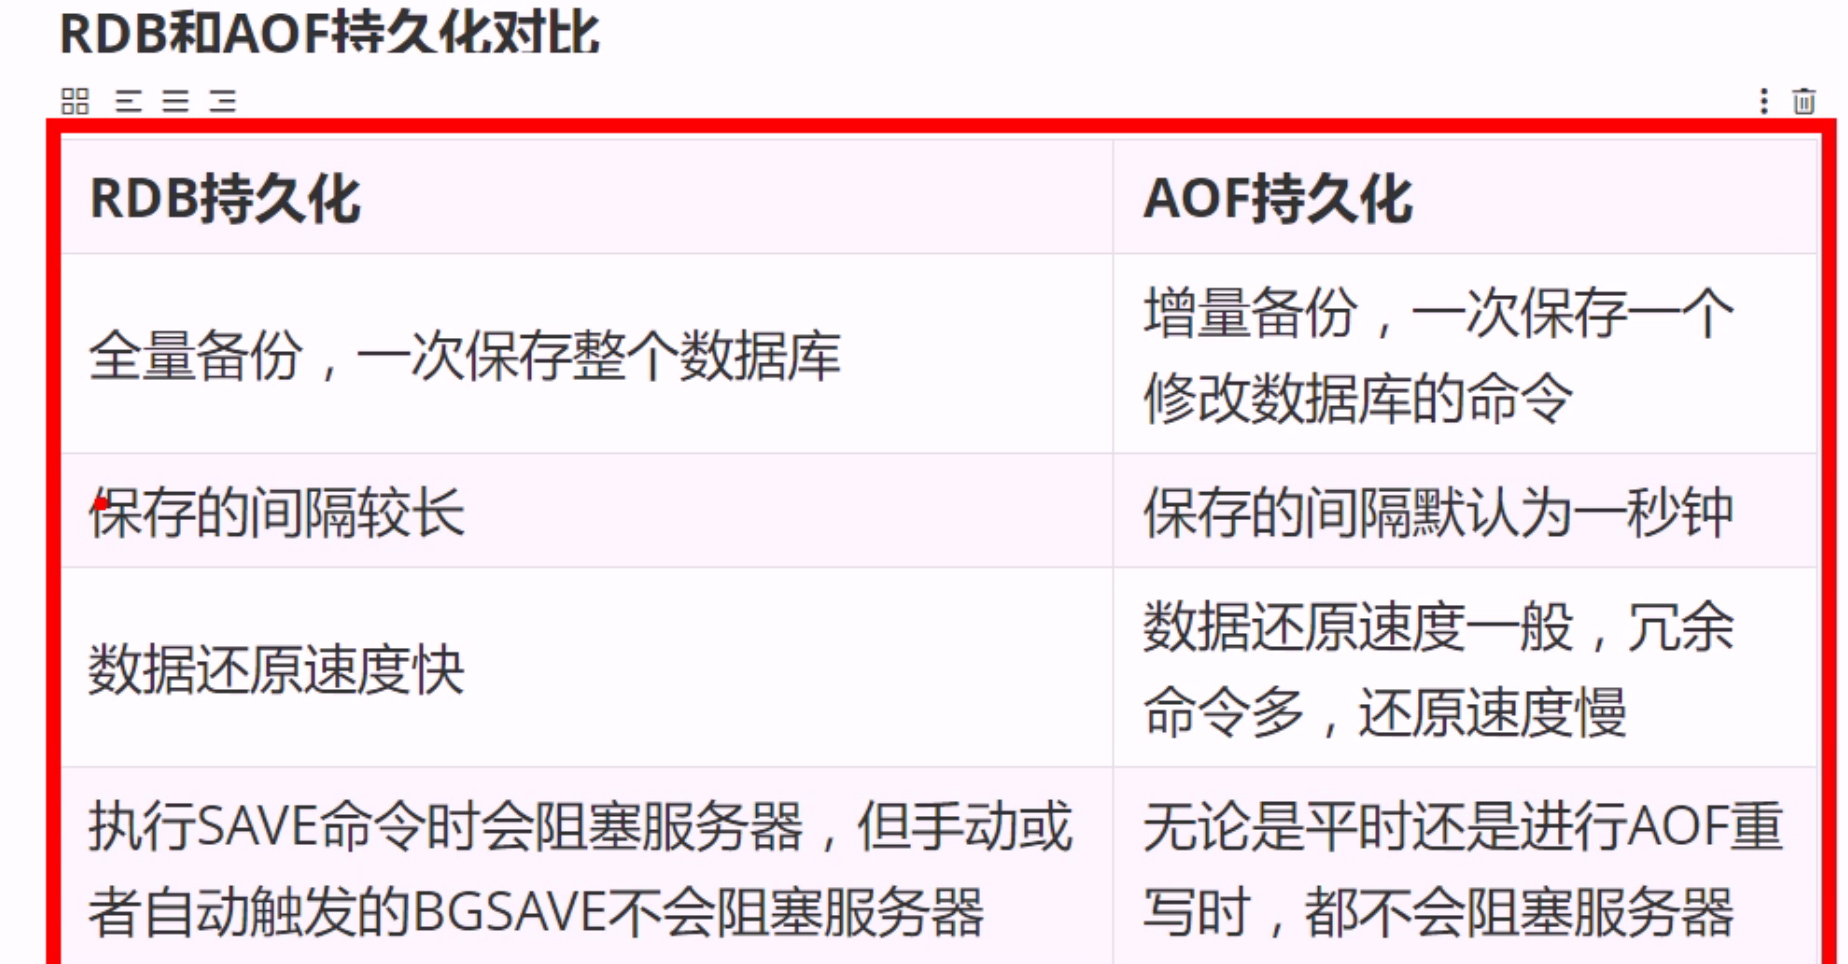 RDB和AOF持久化对比
RDB持久化
AOF持久化
全量备份，一次保存整个数据库
增量备份，一次保存一个
修改数据库的命令
保存的间隔较长
保存的间隔默认为一秒钟
数据还原速度快
数据还原速度一般，冗余
命令多，还原速度慢
执行SAVE命令时会阻塞服务器，但手动或
者自动触发的BGSAVE不会阻塞服务器
无论是平时还是进行AOF重
写时，都不会阻塞服务器